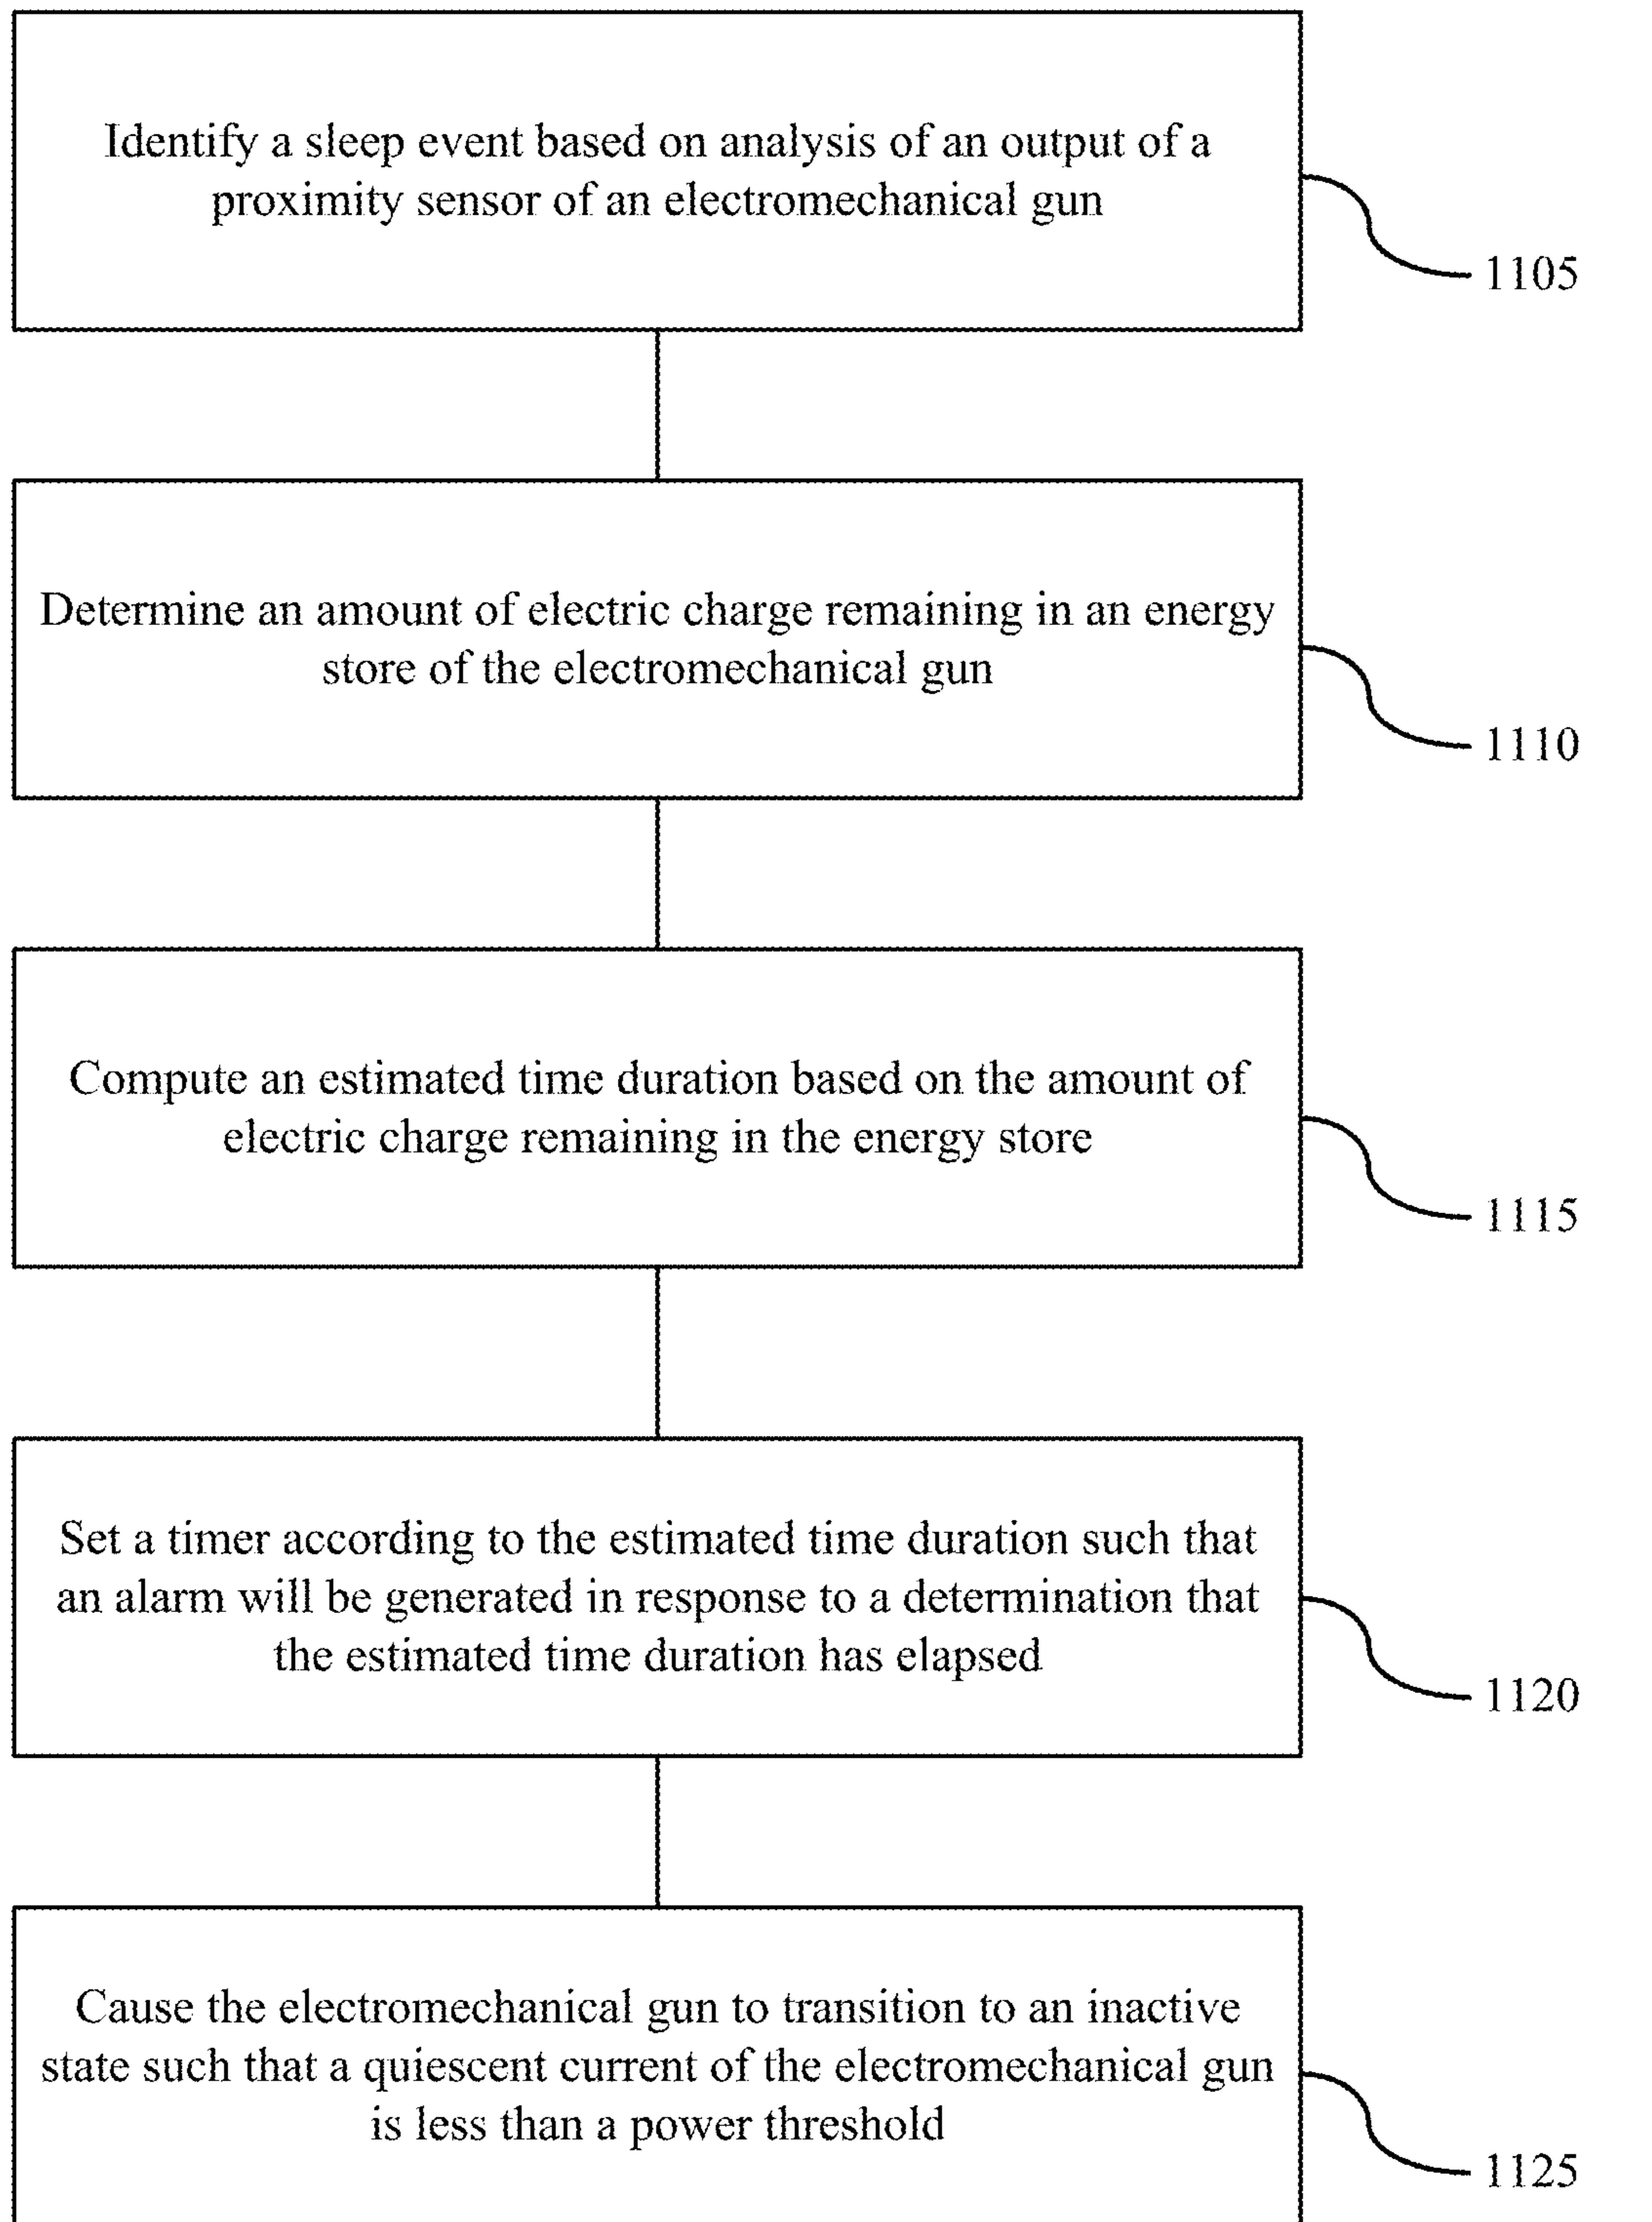 Identify a sleep event based on analysis of an output of a
proximity sensor of an electromechanical gun
1105
Determine an amount of electric charge remaining in an energy
store of the electromechanical gun
1110
Compute an estimated time duration based on the amount of
electric charge remaining in the energy store
1115
Set a timer according to the estimated time duration such that
an alarm will be generated in response to a determination that
the estimated time duration has elapsed
1120
Cause the electromechanical gun to transition to an inactive
state such that a quiescent current of the electromechanical gun
is less than a power threshold
1125